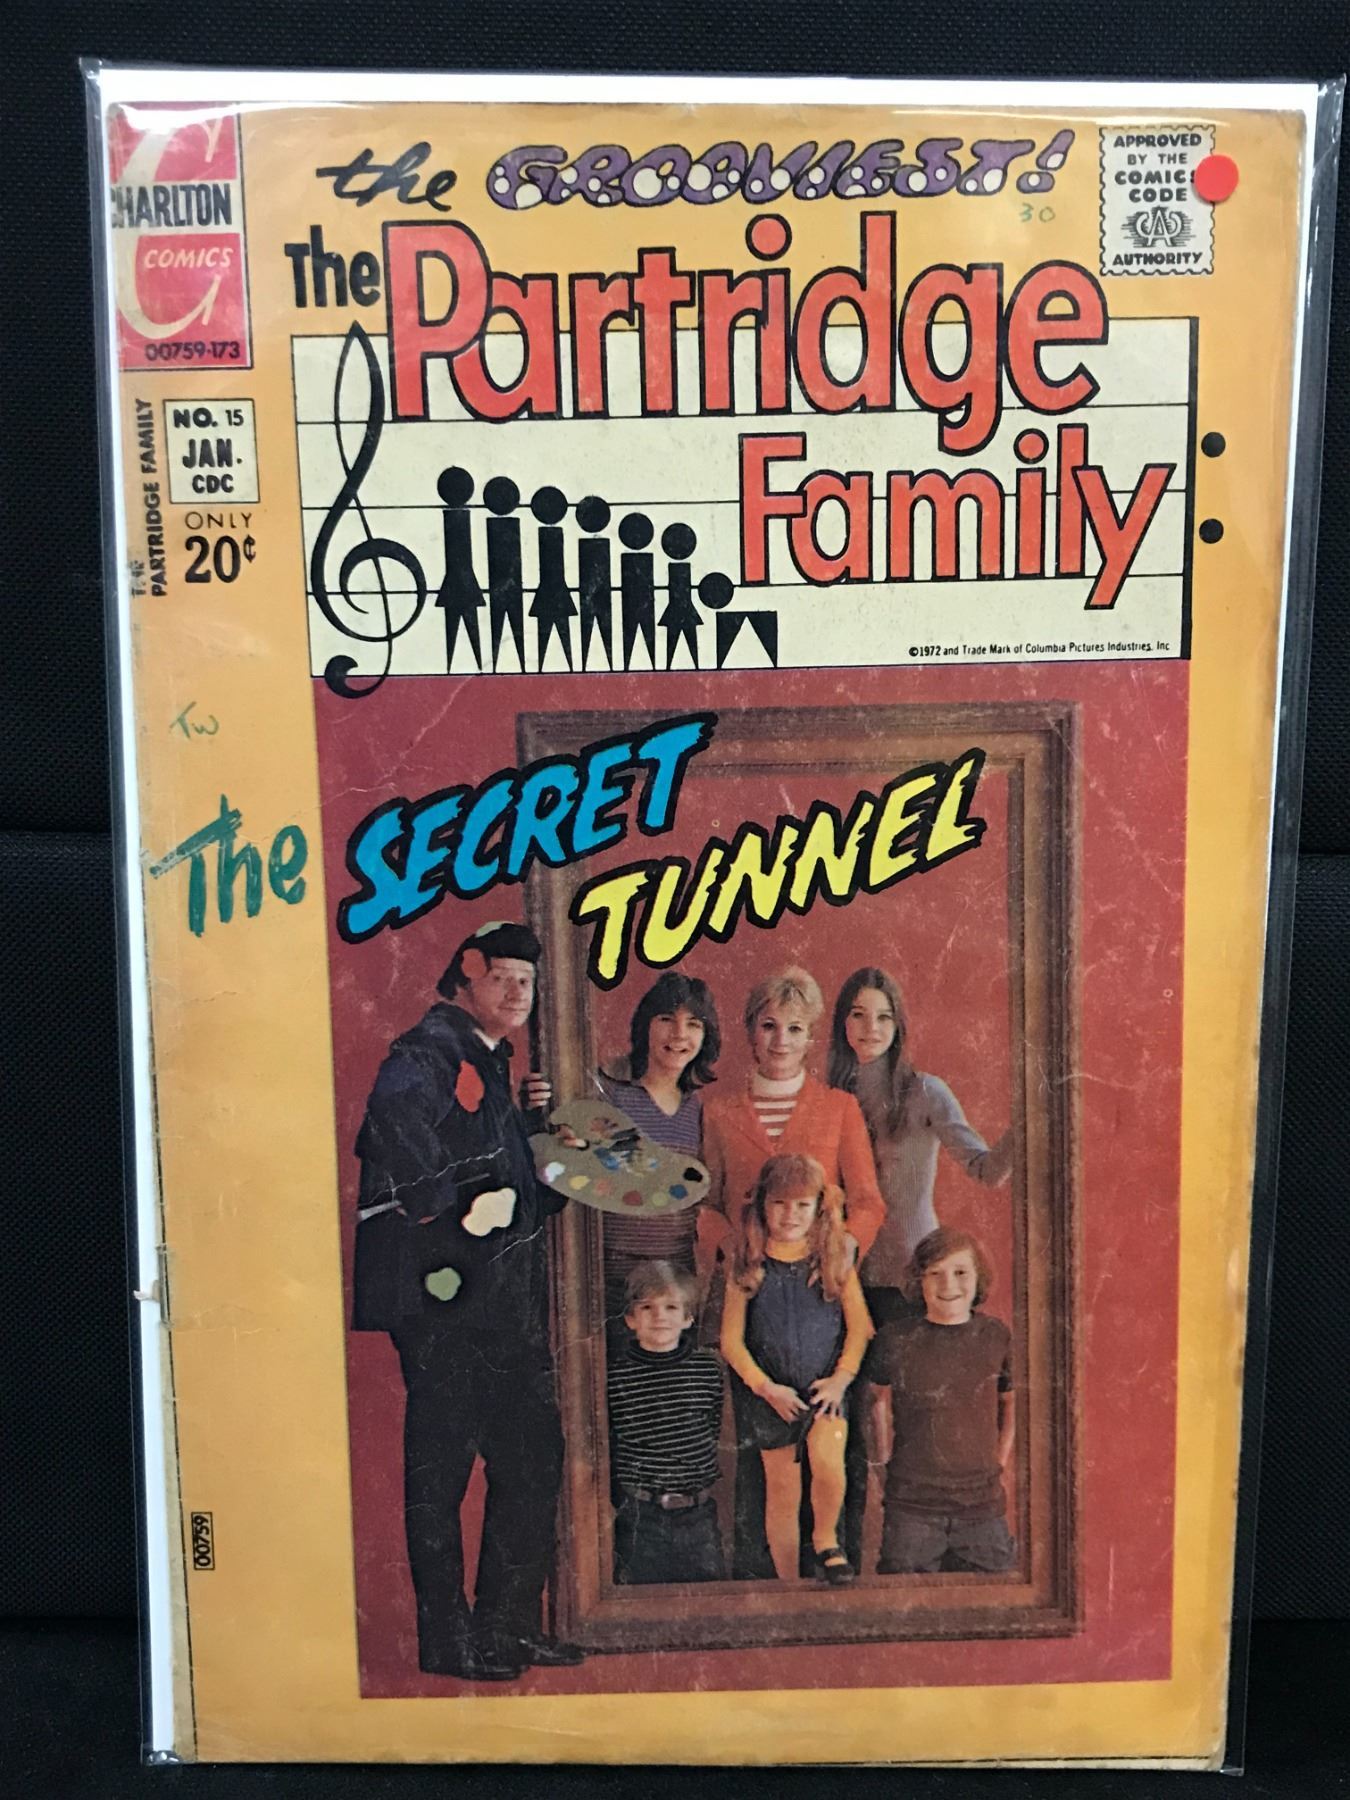 the GROOVIEST!
30
APPROVED
BY THE
COMICS
CODE
CA
AUTHORITY
CHARLTON
COMICS
00759-173
The Partridge
Family
NO. 15
JAN.
CDC
ONLY
20¢
THE
PARTRIDGE FAMILY
©1972 and Trade Mark of Columbia Pictures Industries, Inc
TW
The SECRET
TUNNEL
00759